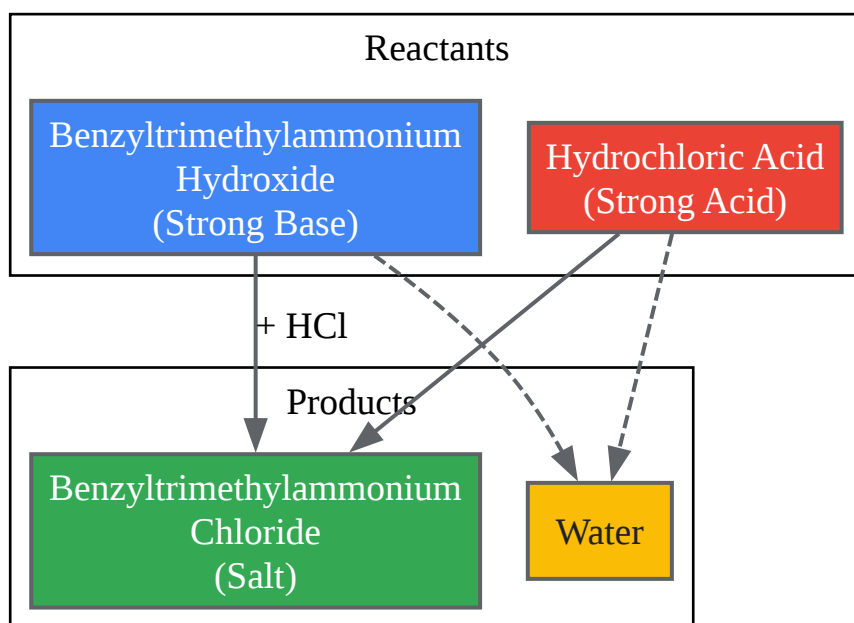 Reactants
Benzyltrimethylammonium
Hydroxide
(Strong Base)
Hydrochloric Acid
(Strong Acid)
+ HCl
Products
Benzyltrimethylammonium
Chloride
(Salt)
Water